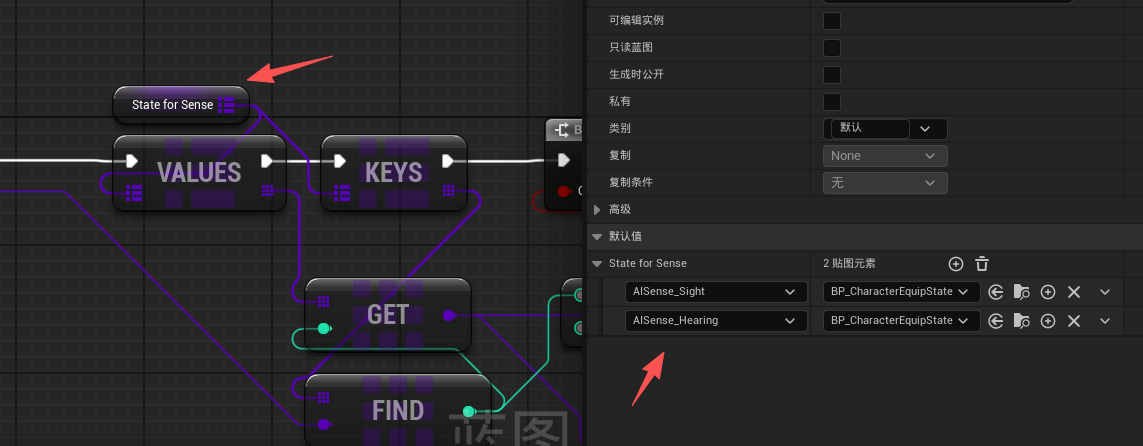 State for Sense
VALUES
KEYS
B
C
GET
FIND
蓝图
可编辑实例
只读蓝图
生成时公开
私有
类别
默认
复制
None
复制条件
无
高级
默认值
State for Sense
2 贴图元素
AISense_Sight
BP_CharacterEquipState
AISense_Hearing
BP_CharacterEquipState